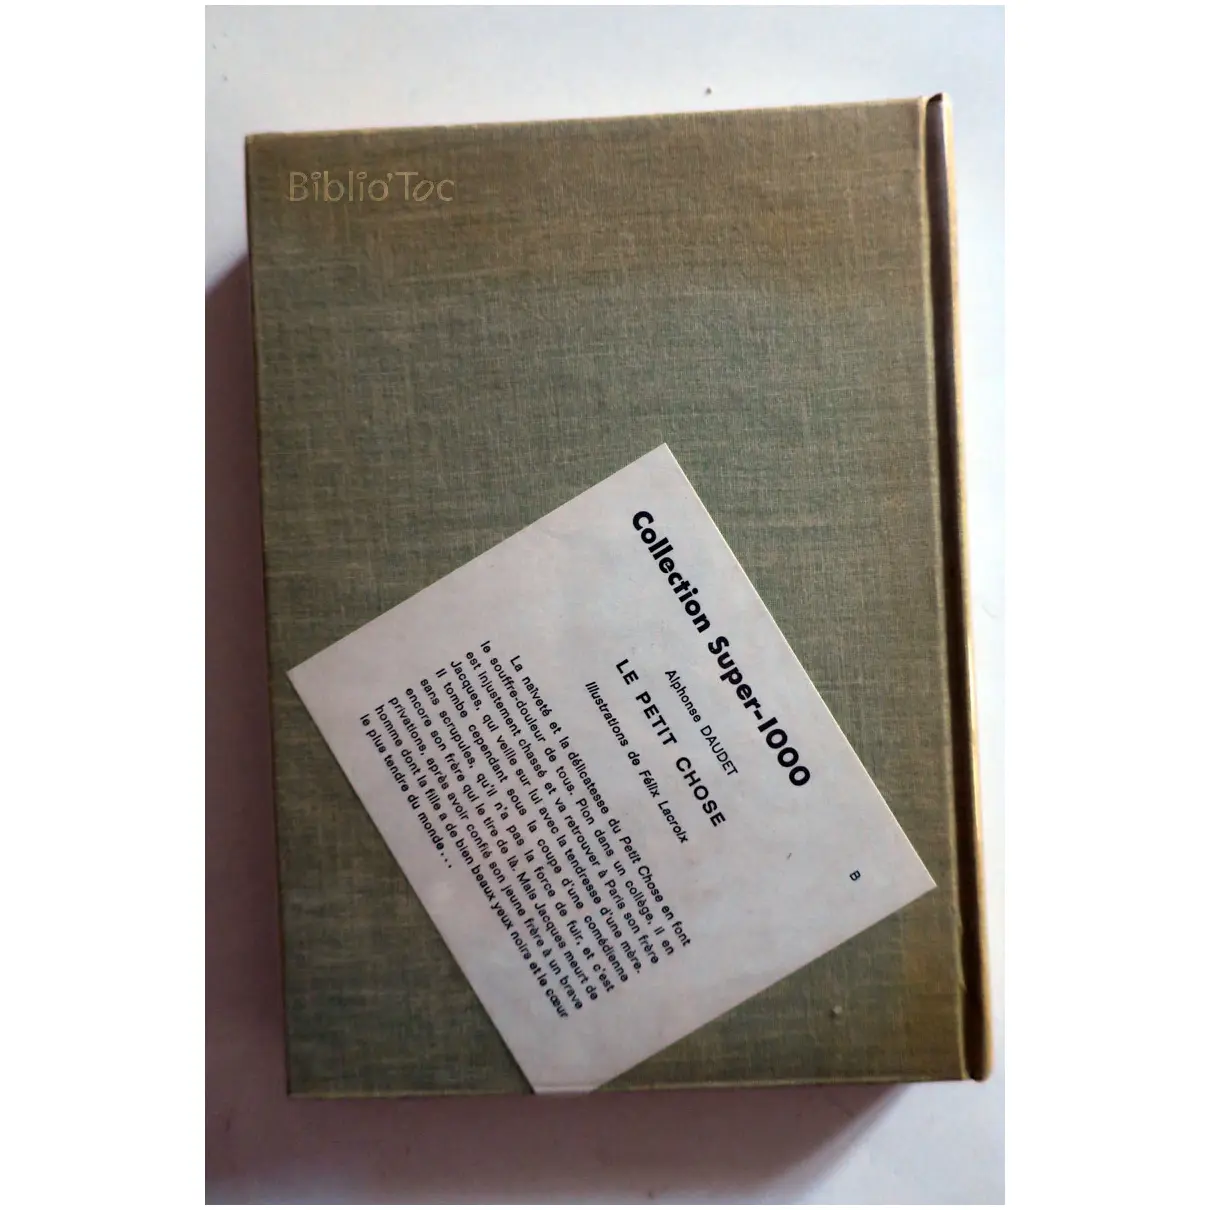 Biblio'Toc
Collection Super-1000
Alphonse DAUDET
LE PETIT CHOSE
Illustrations de Félix Lacroix
B
La naïveté et la délicatesse du Petit Chose en font
le souffre-douleur de tous. Pion dans un collège, il en
est injustement chassé et va retrouver à Paris son frère
Jacques, qui veille sur lui avec la tendresse d'une mère.
Il tombe cependant sous la coupe d'une comédienne
sans scrupules, qu'il n'a pas la force de fuir, et c'est
encore son frère qui le tire de là. Mais Jacques meurt de
privations, après avoir confié son jeune frère à un brave
homme dont la fille a de bien beaux yeux noirs et le cœur
le plus tendre du monde...